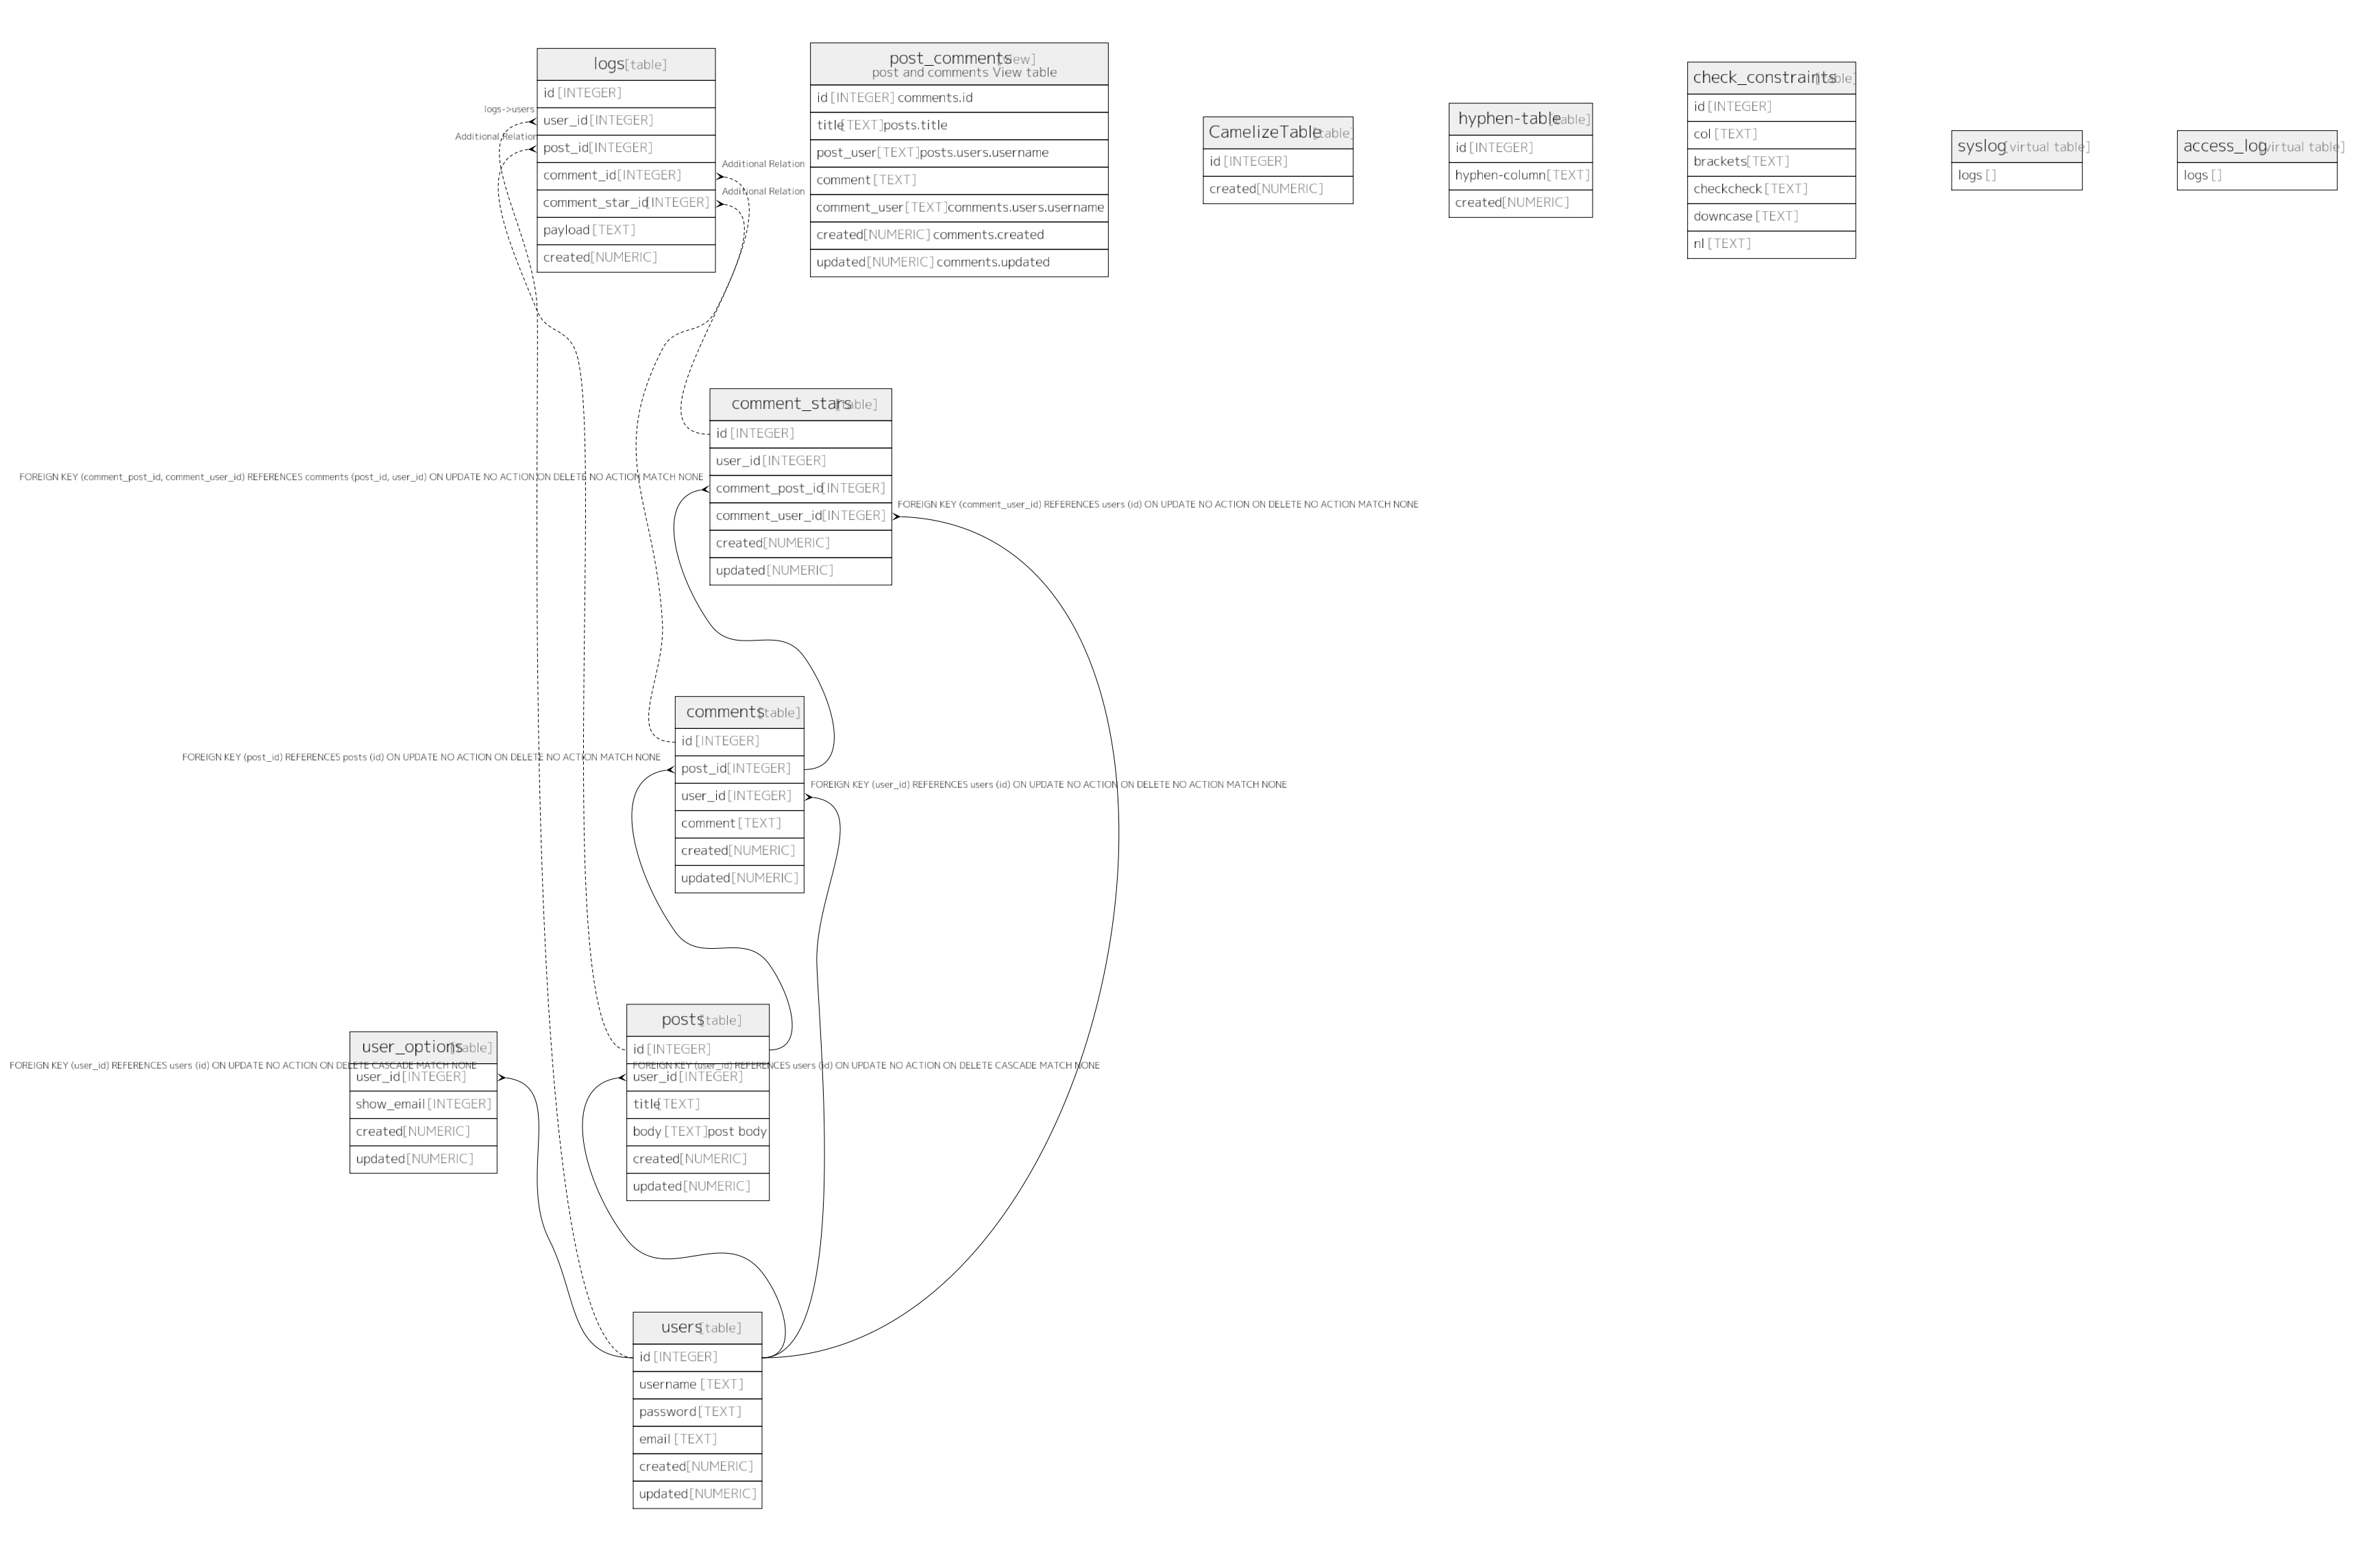 logs [table]
id [INTEGER]
logs->users
user_id [INTEGER]
Additional Relation
post_id [INTEGER]
Additional Relation
comment_id [INTEGER]
Additional Relation
comment_star_id [INTEGER]
payload [TEXT]
created [NUMERIC]
post_comments [view]
post and comments View table
id [INTEGER] comments.id
title [TEXT] posts.title
post_user [TEXT] posts.users.username
comment [TEXT]
comment_user [TEXT] comments.users.username
created [NUMERIC] comments.created
updated [NUMERIC] comments.updated
CamelizeTable [table]
id [INTEGER]
created [NUMERIC]
hyphen-table [table]
id [INTEGER]
hyphen-column [TEXT]
created [NUMERIC]
check_constraints [table]
id [INTEGER]
col [TEXT]
brackets [TEXT]
checkcheck [TEXT]
downcase [TEXT]
nl [TEXT]
syslog [virtual table]
logs []
access_log [virtual table]
logs []
comment_stars [table]
id [INTEGER]
user_id [INTEGER]
FOREIGN KEY (comment_post_id, comment_user_id) REFERENCES comments (post_id, user_id) ON UPDATE NO ACTION ON DELETE NO ACTION MATCH NONE
comment_post_id [INTEGER]
FOREIGN KEY (comment_user_id) REFERENCES users (id) ON UPDATE NO ACTION ON DELETE NO ACTION MATCH NONE
comment_user_id [INTEGER]
created [NUMERIC]
updated [NUMERIC]
comments [table]
id [INTEGER]
FOREIGN KEY (post_id) REFERENCES posts (id) ON UPDATE NO ACTION ON DELETE NO ACTION MATCH NONE
post_id [INTEGER]
FOREIGN KEY (user_id) REFERENCES users (id) ON UPDATE NO ACTION ON DELETE NO ACTION MATCH NONE
user_id [INTEGER]
comment [TEXT]
created [NUMERIC]
updated [NUMERIC]
user_options [table]
FOREIGN KEY (user_id) REFERENCES users (id) ON UPDATE NO ACTION ON DELETE CASCADE MATCH NONE
user_id [INTEGER]
show_email [INTEGER]
created [NUMERIC]
updated [NUMERIC]
posts [table]
id [INTEGER]
FOREIGN KEY (user_id) REFERENCES users (id) ON UPDATE NO ACTION ON DELETE CASCADE MATCH NONE
user_id [INTEGER]
title [TEXT]
body [TEXT] post body
created [NUMERIC]
updated [NUMERIC]
users [table]
id [INTEGER]
username [TEXT]
password [TEXT]
email [TEXT]
created [NUMERIC]
updated [NUMERIC]